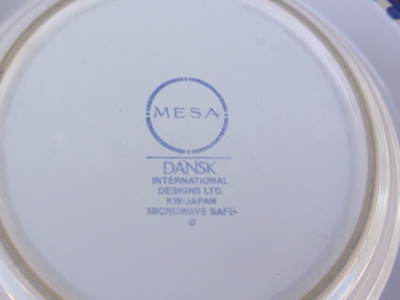 MESA
DANSK
INTERNATIONAL
DESIGNS LTD.
KW/JAPAN
MICROWAVE SAFE
©